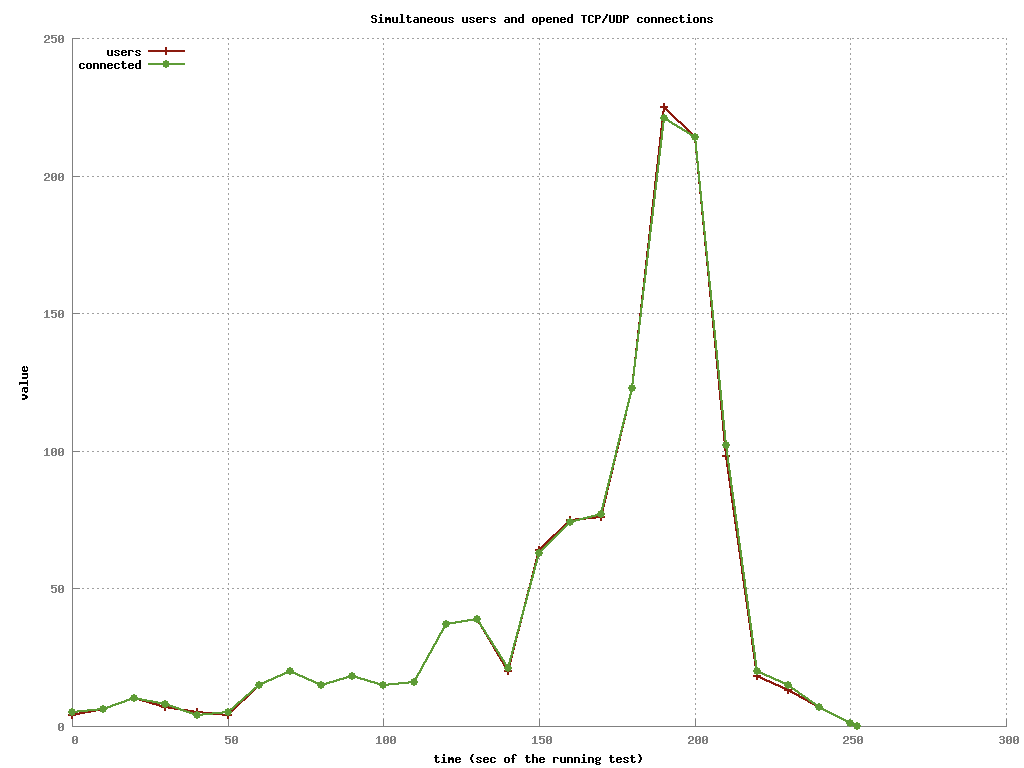 Simultaneous users and opened TCP/UDP connections
250
users
connected
200
150
value
100
50
0
0 50 100 150 200 250 300
time (sec of the running test)